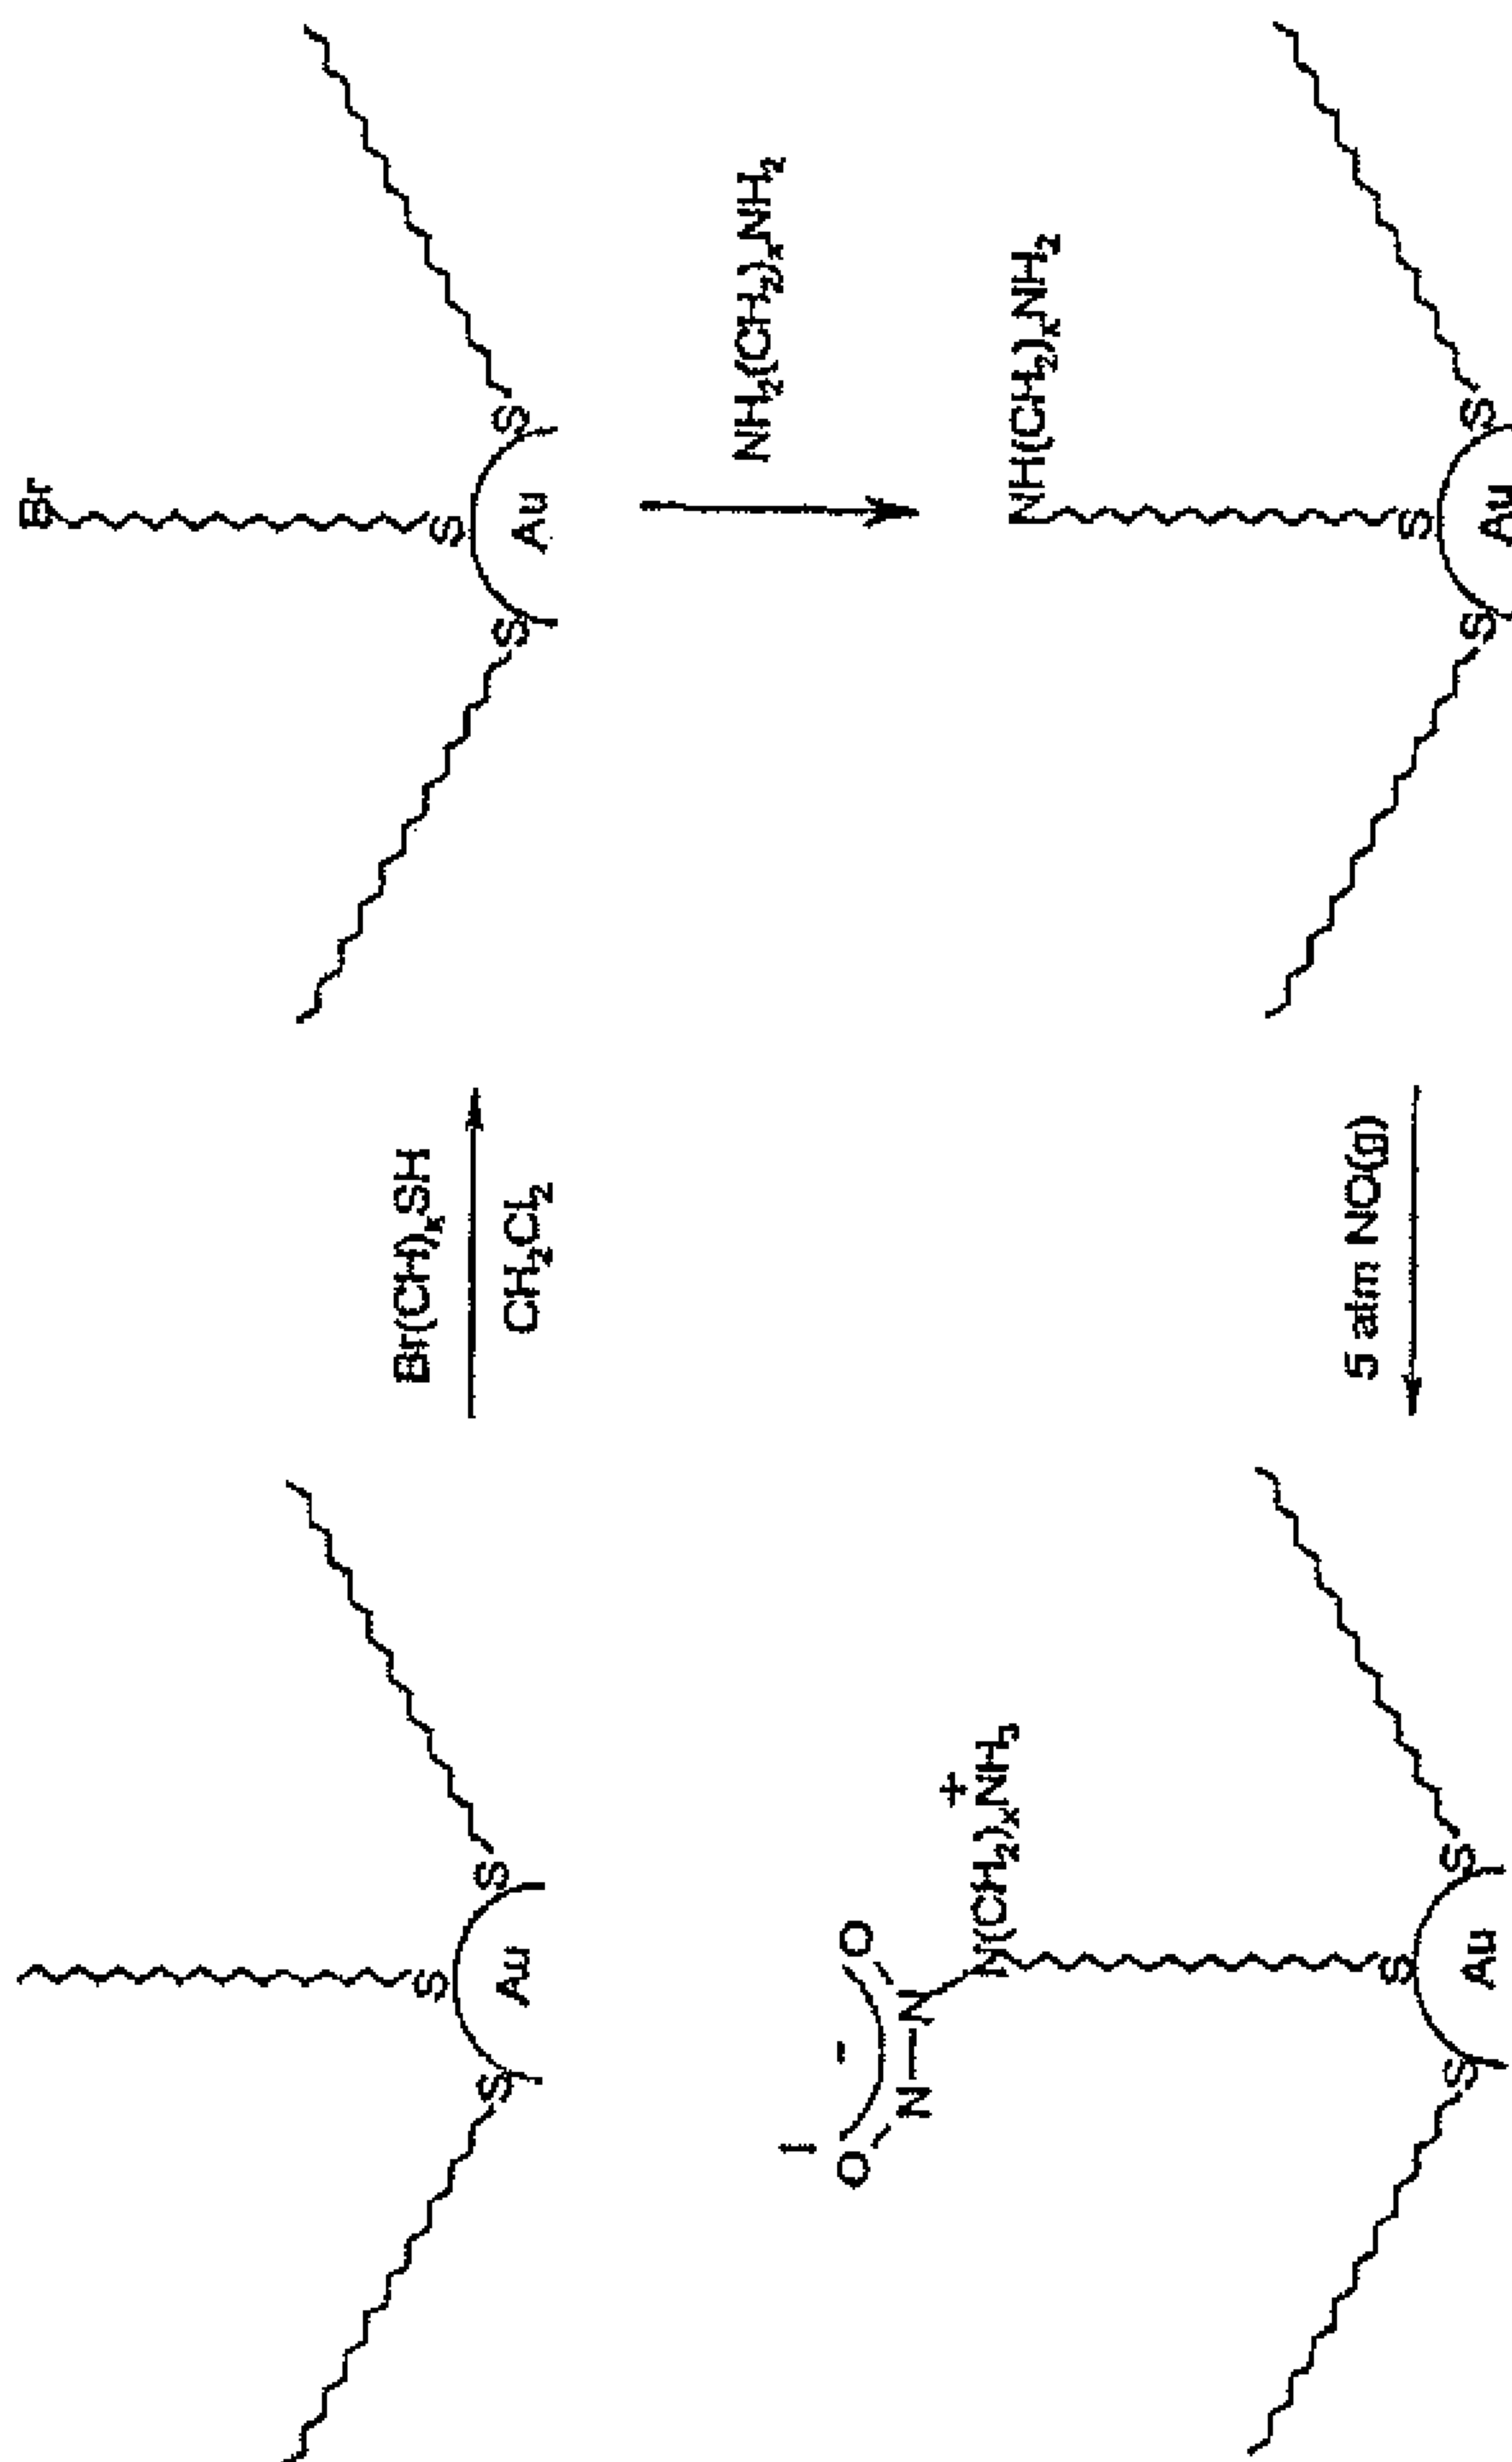 S
S
S
Au
Br(CH)ₓSH
CH₂Cl₂
Br
S
S
S
Au
NH₂(CH₂)ₓNH₂
NH(CH₂)ₓNH₂
S
S
S
Au
5 atm NO(g)
O
-
O
N
N
+
N(CH₂)ₓNH₃
S
S
S
Au